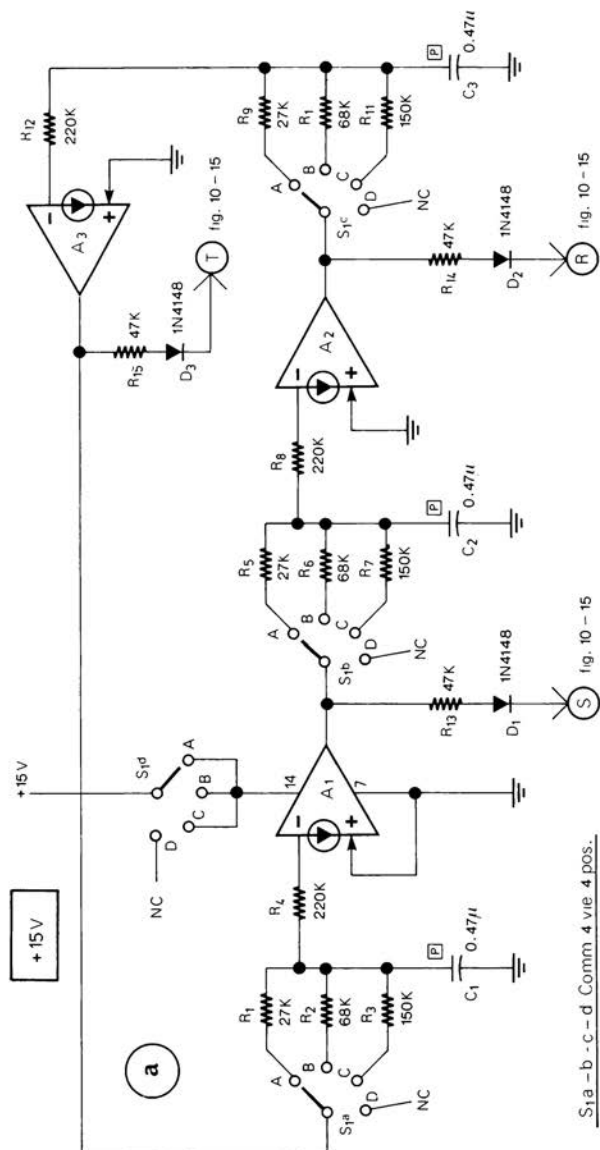 +15V
+15V
S1d
A
B
C
D
NC
14
7
A1
R4
220K
a
R1
27K
R2
68K
R3
150K
A
B
C
D
S1a
NC
P
0.47µ
C1
R13
47K
1N4148
D1
S
fig. 10-15
R5
27K
R6
68K
R7
150K
A
B
C
D
S1b
NC
P
0.47µ
C2
R8
220K
A2
R14
47K
1N4148
D2
R
fig. 10-15
R12
220K
A3
R15
47K
1N4148
D3
T
fig. 10-15
R9
27K
R1
68K
R11
150K
A
B
C
D
S1c
NC
P
0.47µ
C3
S1a-b-c-d Comm 4 vie 4 pos.